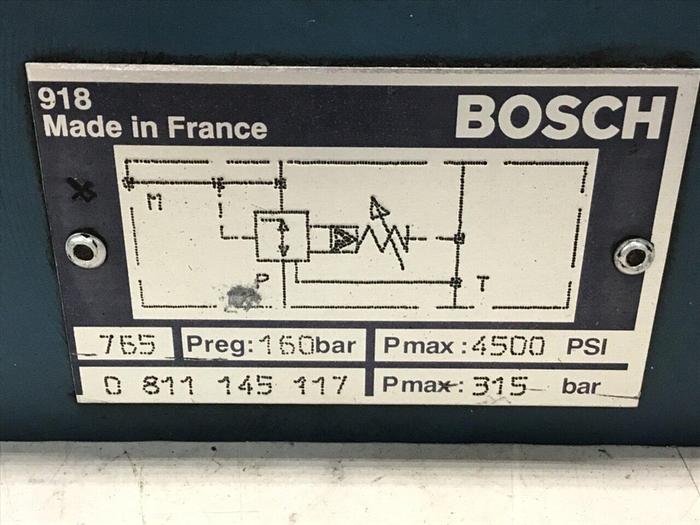 918
Made in France
BOSCH
M
P
T
765 Preg: 160bar Pmax: 4500 PSI
0 811 145 117 Pmax: 315 bar